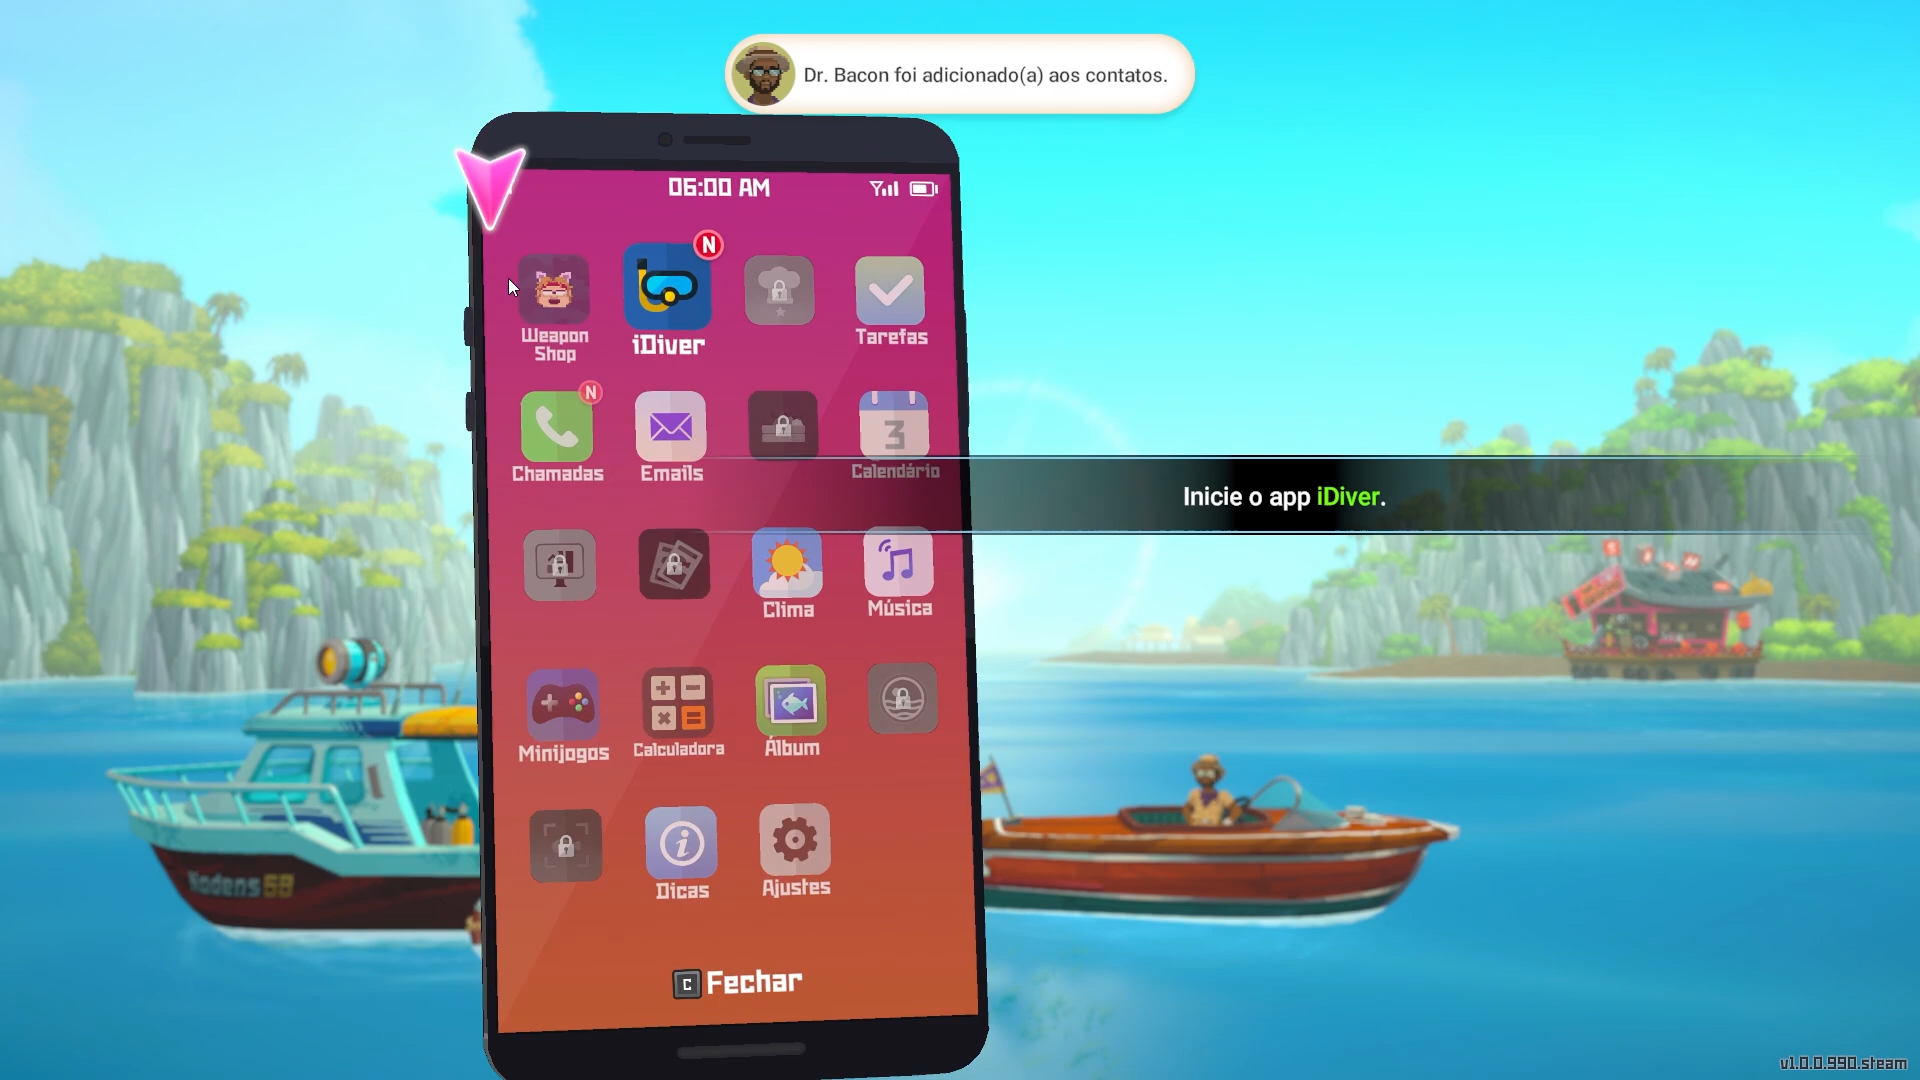 Dr. Bacon foi adicionado(a) aos contatos.
06:00 AM
N
Weapon Shop
iDiver
Tarefas
N
3
Chamadas
Emails
Calendário
Inicie o app iDiver.
Clima
Música
Minijogos
Calculadora
Álbum
Nodens 68
Dicas
Ajustes
C Fechar
v1.0.0.990.steam